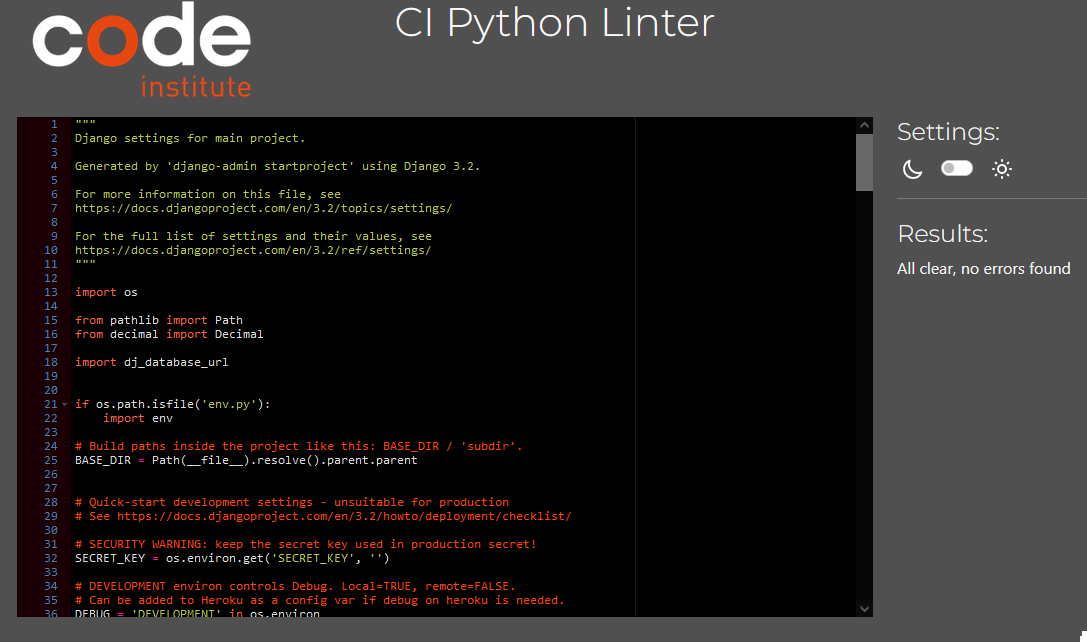 code
institute
CI Python Linter
1 """
2 Django settings for main project.
3
4 Generated by 'django-admin startproject' using Django 3.2.
5
6 For more information on this file, see
7 https://docs.djangoproject.com/en/3.2/topics/settings/
8
9 For the full list of settings and their values, see
10 https://docs.djangoproject.com/en/3.2/ref/settings/
11 """
12
13 import os
14
15 from pathlib import Path
16 from decimal import Decimal
17
18 import dj_database_url
19
20
21 if os.path.isfile('env.py'):
22     import env
23
24 # Build paths inside the project like this: BASE_DIR / 'subdir'.
25 BASE_DIR = Path(__file__).resolve().parent.parent
26
27
28 # Quick-start development settings - unsuitable for production
29 # See https://docs.djangoproject.com/en/3.2/howto/deployment/checklist/
30
31 # SECURITY WARNING: keep the secret key used in production secret!
32 SECRET_KEY = os.environ.get('SECRET_KEY', '')
33
34 # DEVELOPMENT environ controls Debug. Local=TRUE, remote=FALSE.
35 # Can be added to Heroku as a config var if debug on heroku is needed.
36 DEBUG = 'DEVELOPMENT' in os.environ
Settings:
Results:
All clear, no errors found